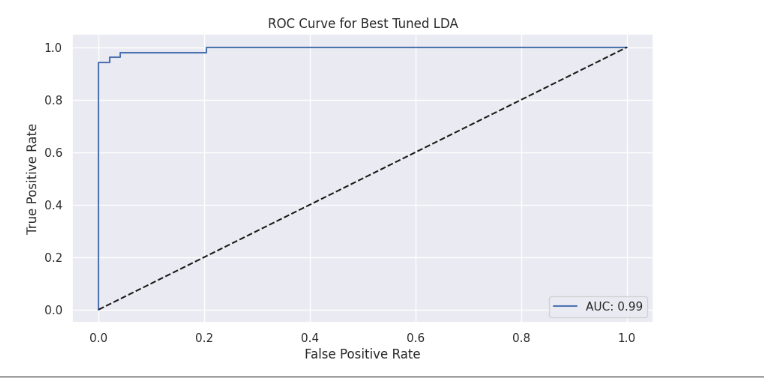 ROC Curve for Best Tuned LDA
1.0
0.8
0.6
0.4
0.2
0.0
True Positive Rate
AUC: 0.99
0.0 0.2 0.4 0.6 0.8 1.0
False Positive Rate